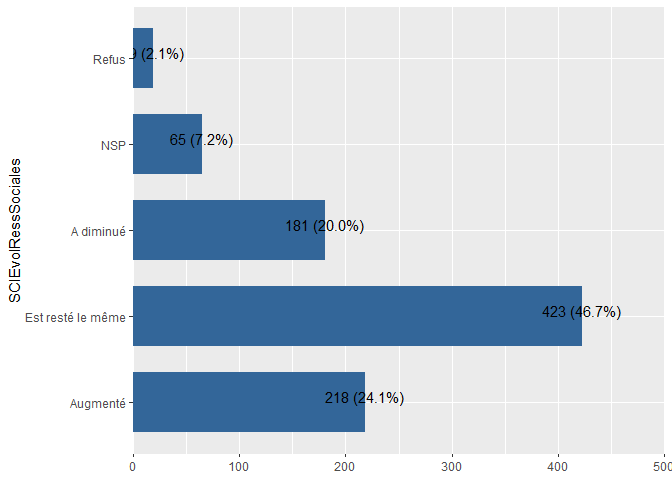 SCIEvolRessSociales
Refus
9 (2.1%)
NSP
65 (7.2%)
A diminué
181 (20.0%)
Est resté le même
423 (46.7%)
Augmenté
218 (24.1%)
0 100 200 300 400 500